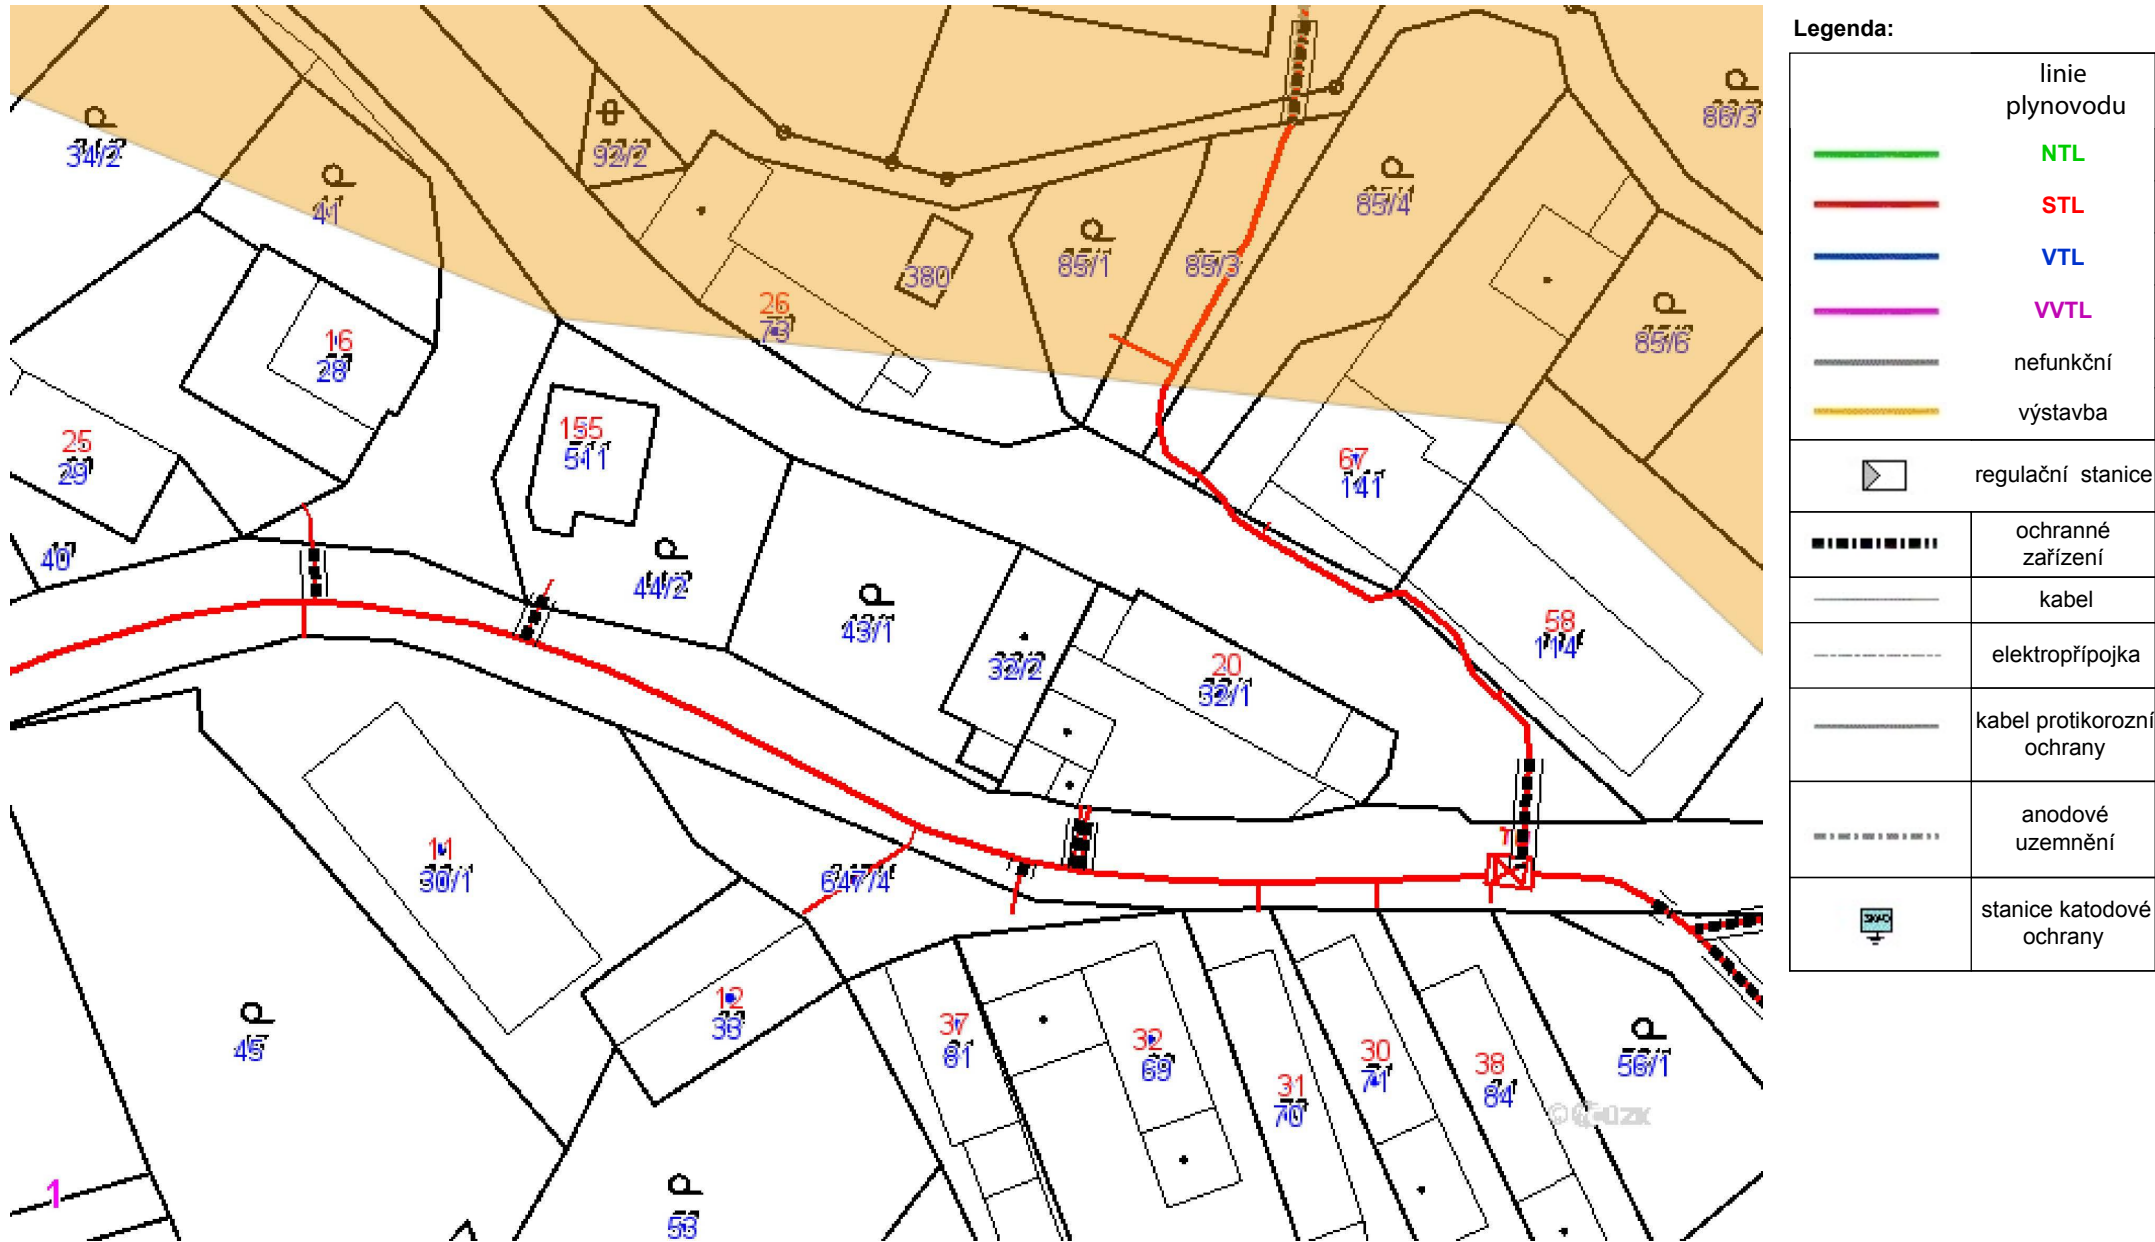 Legenda:
linie
plynovodu
NTL
STL
VTL
VVTL
nefunkční
výstavba
regulační stanice
ochranné
zařízení
kabel
elektropřípojka
kabel protikorozní
ochrany
anodové
uzemnění
stanice katodové
ochrany
34/2
41
92/2
86/3
85/4
380
85/1
85/3
26
73
85/6
16
28
155
511
25
29
67
141
40
44/2
43/1
32/2
20
32/1
58
114
11
30/1
647/4
12
33
45
37
81
32
69
31
70
30
71
38
84
56/1
1
53